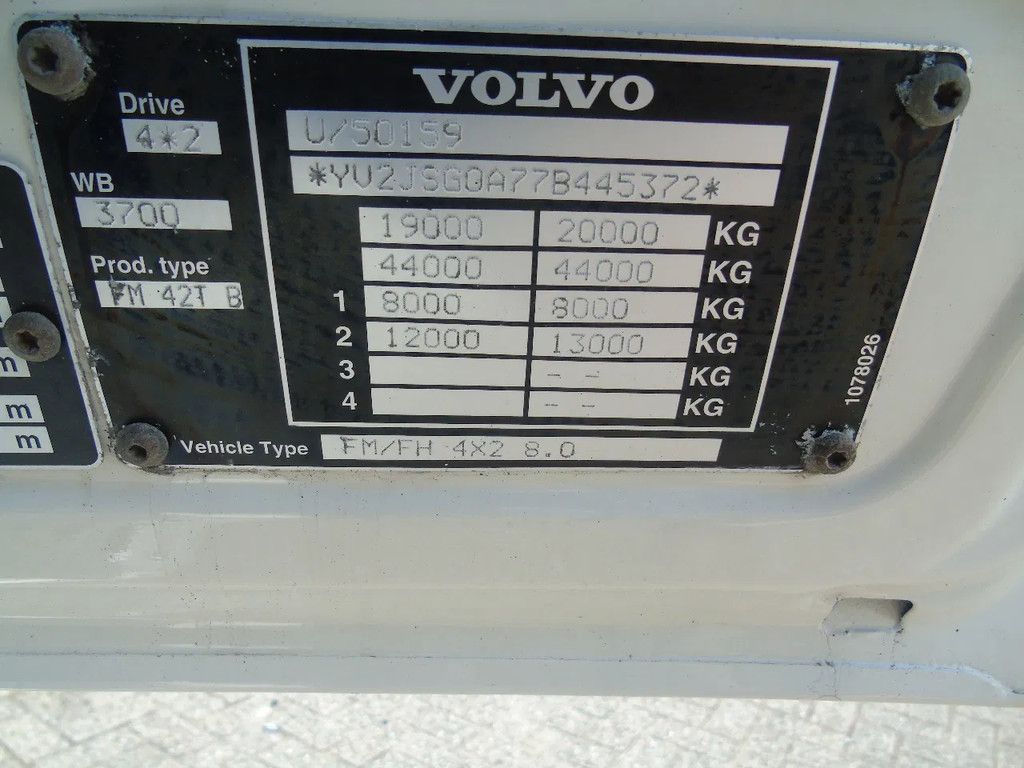 VOLVO
Drive
4*2
U/50159
WB
3700
*YV2JSG0A77B445372*
19000 20000 KG
Prod. type
FM 42T B
44000 44000 KG
1 8000 8000 KG
2 12000 13000 KG
3 -- KG
4 -- KG
1078026
Vehicle Type FM/FH 4X2 8.0
m
m
m